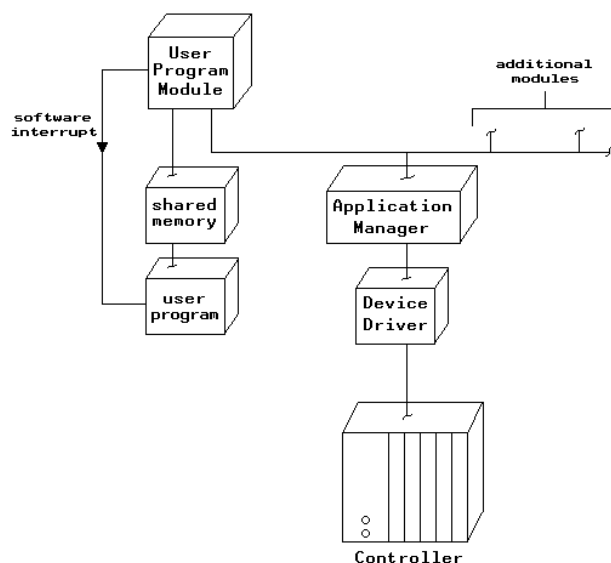 User
Program
Module
additional
modules
software
interrupt
shared
memory
Application
Manager
user
program
Device
Driver
Controller